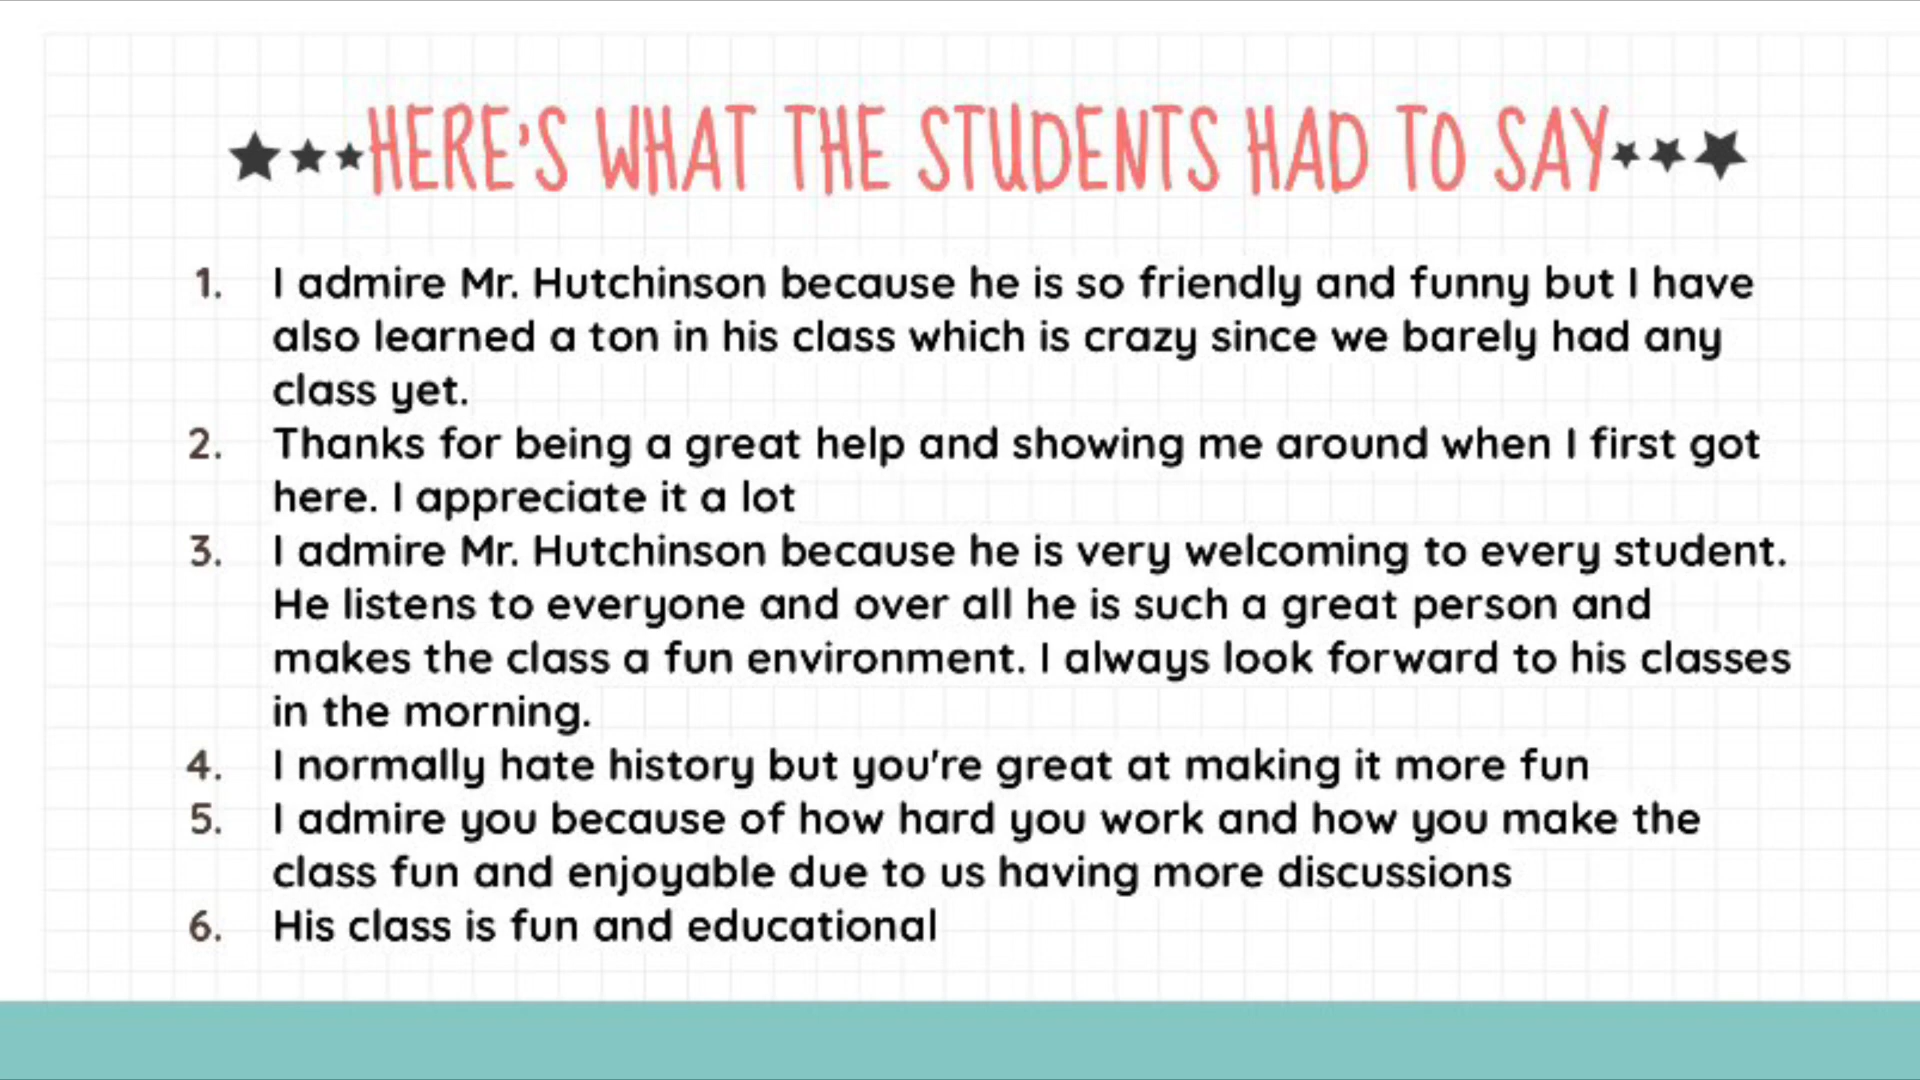 HERE'S WHAT THE STUDENTS HAD TO SAY
1. I admire Mr. Hutchinson because he is so friendly and funny but I have
also learned a ton in his class which is crazy since we barely had any
class yet.
2. Thanks for being a great help and showing me around when I first got
here. I appreciate it a lot
3. I admire Mr. Hutchinson because he is very welcoming to every student.
He listens to everyone and over all he is such a great person and
makes the class a fun environment. I always look forward to his classes
in the morning.
4. I normally hate history but you're great at making it more fun
5. I admire you because of how hard you work and how you make the
class fun and enjoyable due to us having more discussions
6. His class is fun and educational